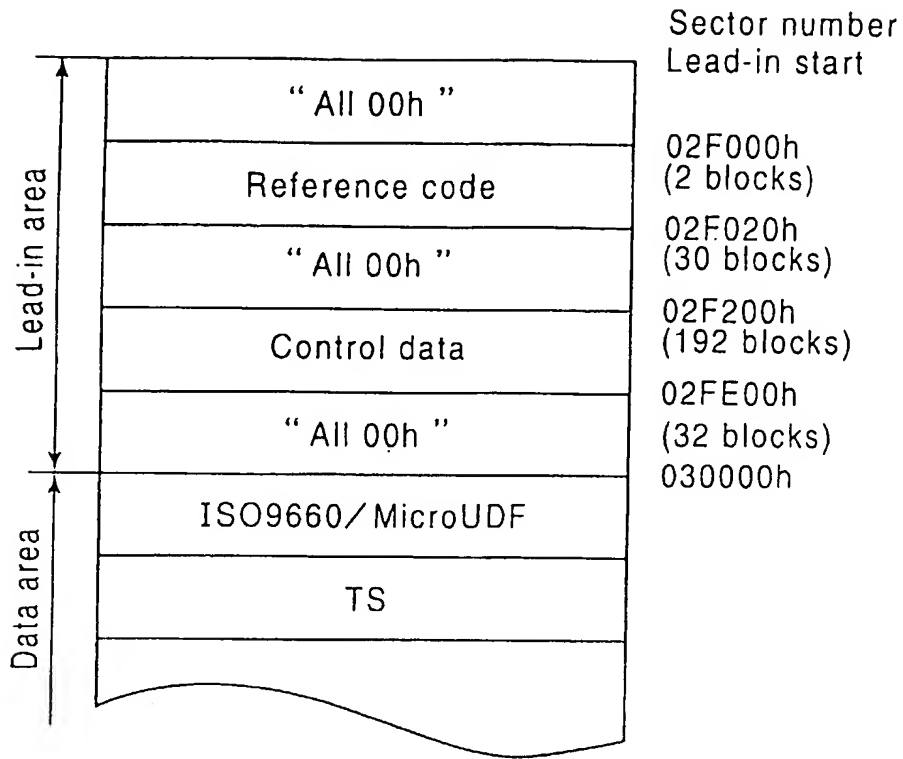 Sector number
Lead-in start
“ All 00h ”
02F000h
(2 blocks)
Reference code
02F020h
(30 blocks)
“ All 00h ”
02F200h
(192 blocks)
Control data
02FE00h
(32 blocks)
“ All 00h ”
030000h
ISO9660/MicroUDF
TS
Lead-in area
Data area